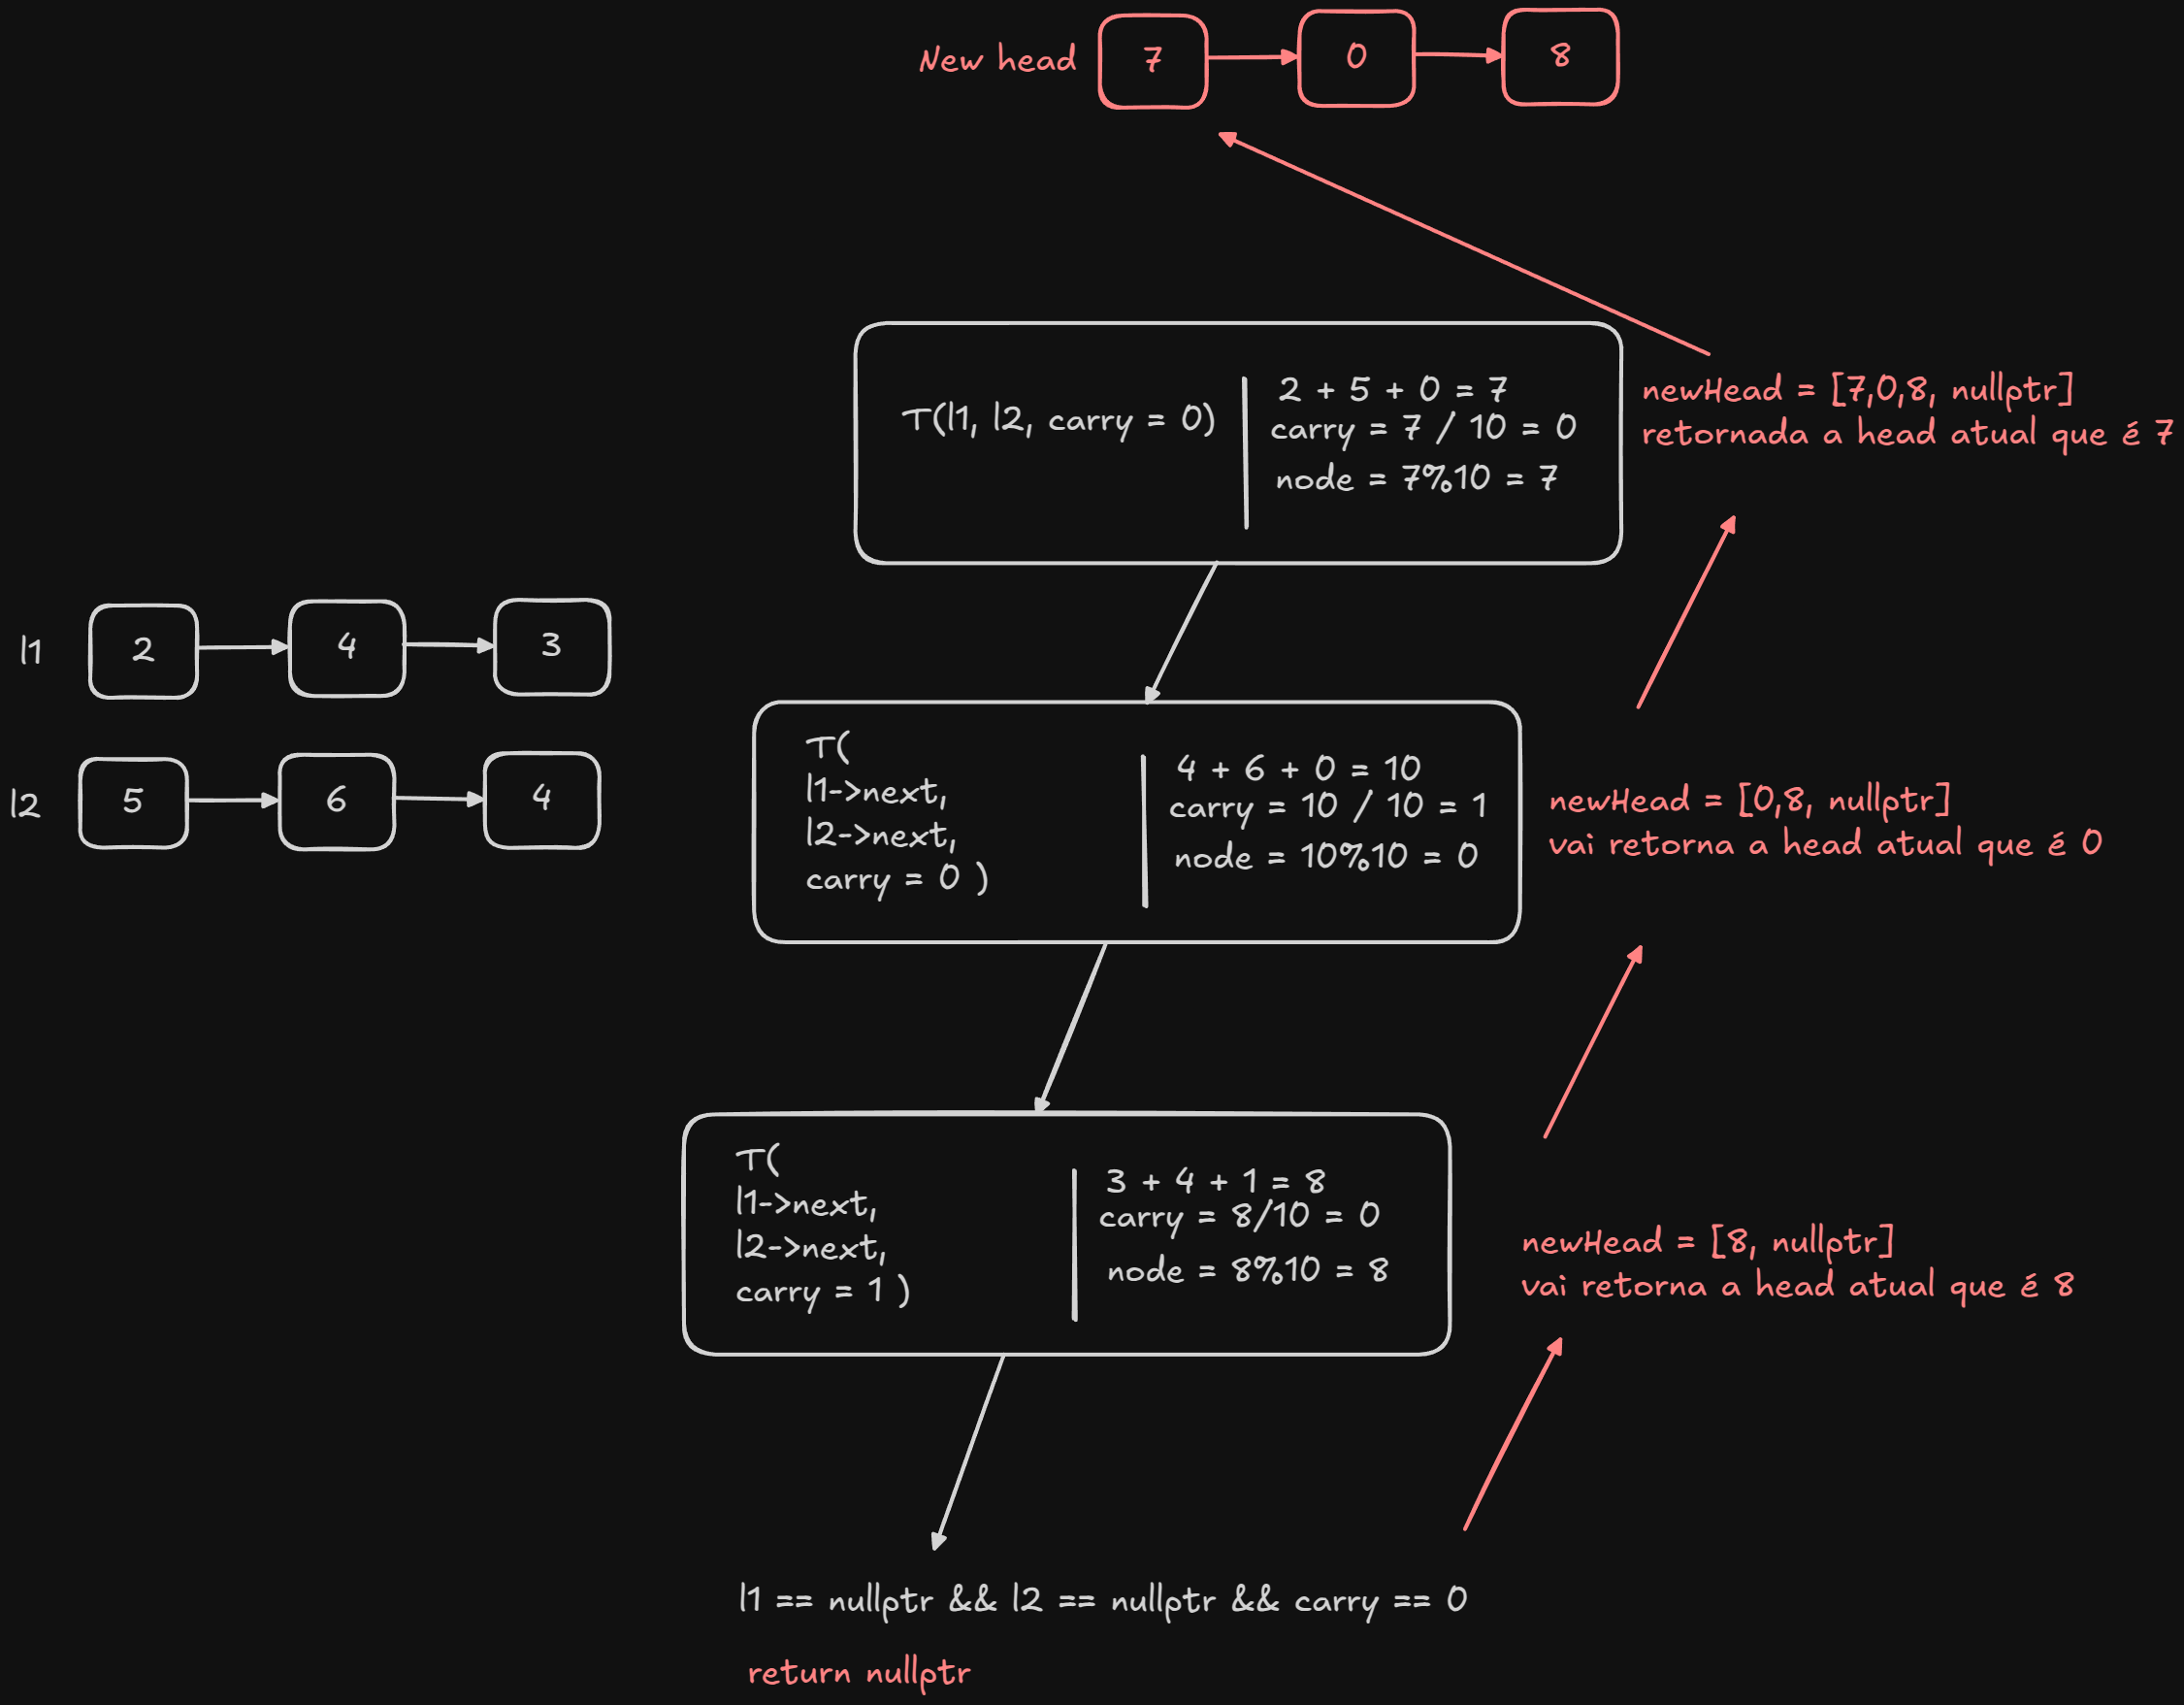 New head
7
0
8
T(l1, l2, carry = 0)
2 + 5 + 0 = 7
carry = 7 / 10 = 0
node = 7%10 = 7
newHead = [7,0,8, nullptr]
retornada a head atual que é 7
l1
2
4
3
l2
5
6
4
T(
l1->next,
l2->next,
carry = 0 )
4 + 6 + 0 = 10
carry = 10 / 10 = 1
node = 10%10 = 0
newHead = [0,8, nullptr]
vai retorna a head atual que é 0
T(
l1->next,
l2->next,
carry = 1 )
3 + 4 + 1 = 8
carry = 8/10 = 0
node = 8%10 = 8
newHead = [8, nullptr]
vai retorna a head atual que é 8
l1 == nullptr && l2 == nullptr && carry == 0
return nullptr